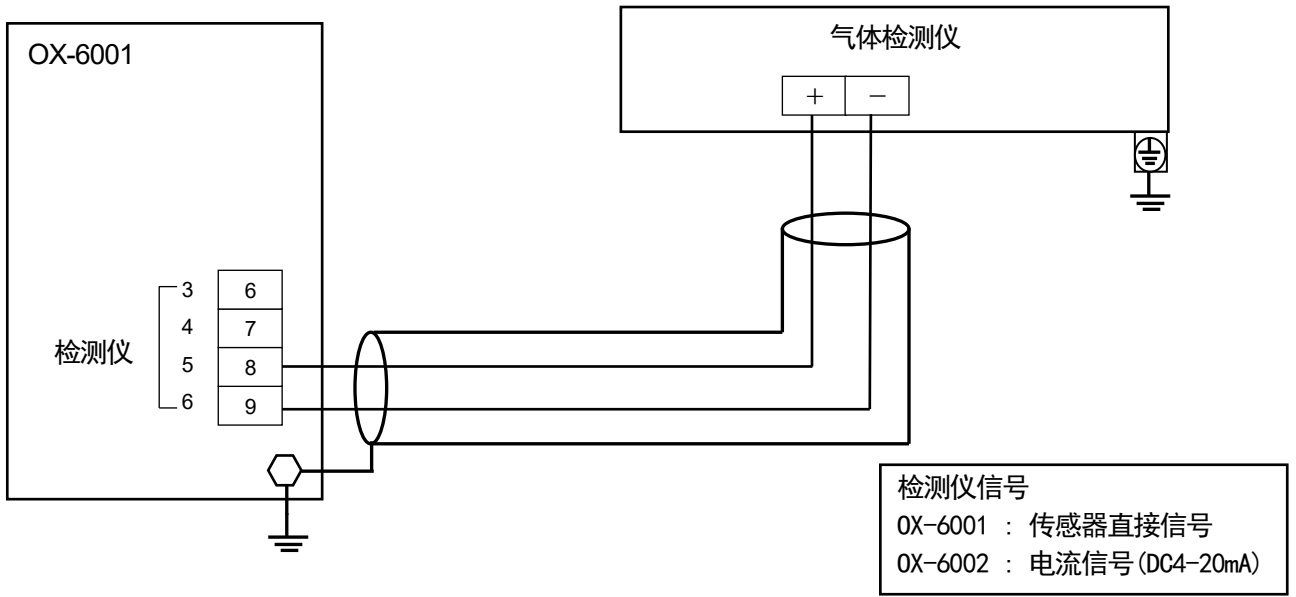 OX-6001
气体检测仪
+ −
检测仪
3 6
4 7
5 8
6 9
检测仪信号
OX-6001 : 传感器直接信号
OX-6002 : 电流信号(DC4-20mA)